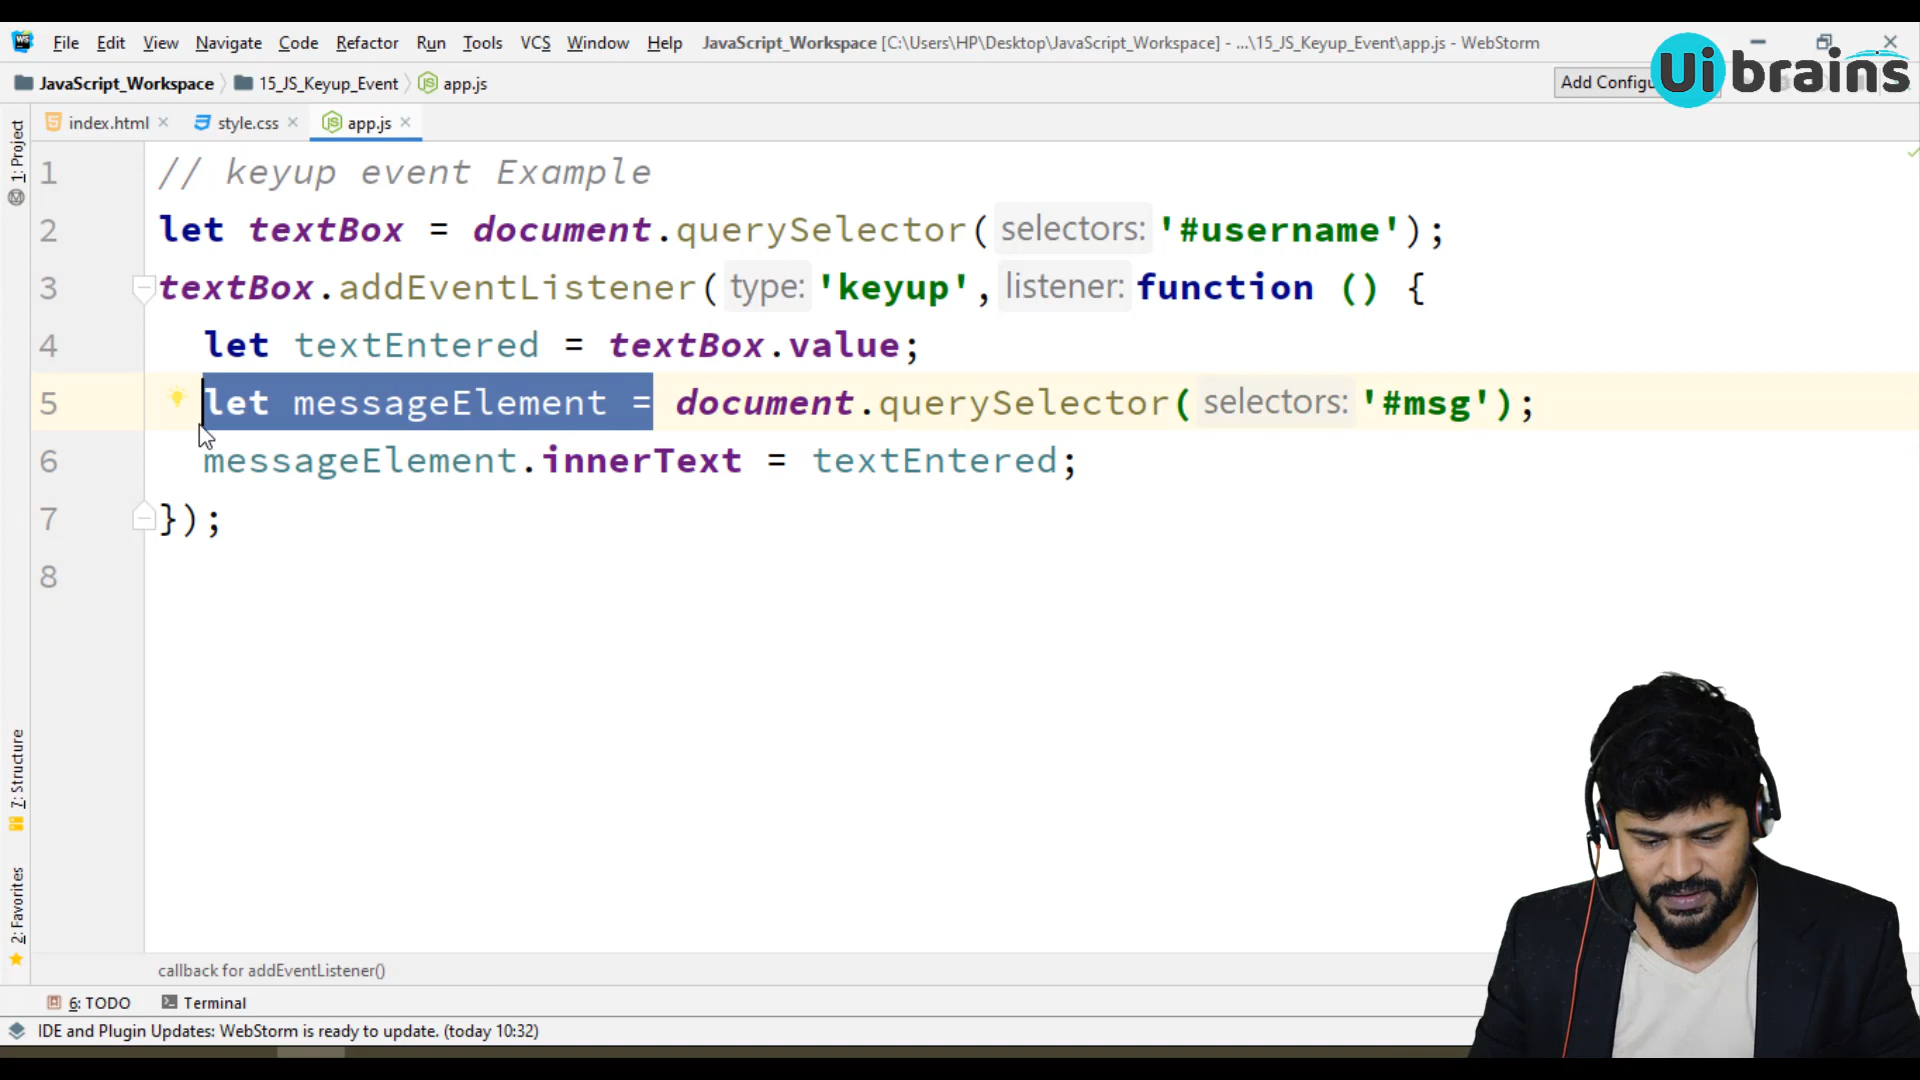 File Edit View Navigate Code Refactor Run Tools VCS Window Help JavaScript_Workspace [C:\Users\HP\Desktop\JavaScript_Workspace] - ...\15_JS_Keyup_Event\app.js - WebStorm
JavaScript_Workspace 15_JS_Keyup_Event app.js Add Configu
Ui brains
index.html style.css app.js
1: Project
1 // keyup event Example
2 let textBox = document.querySelector( selectors: '#username');
3 textBox.addEventListener( type: 'keyup', listener: function () {
4 let textEntered = textBox.value;
5 let messageElement = document.querySelector( selectors: '#msg');
6 messageElement.innerText = textEntered;
7 });
8
7: Structure
2: Favorites
callback for addEventListener()
6: TODO Terminal
IDE and Plugin Updates: WebStorm is ready to update. (today 10:32)